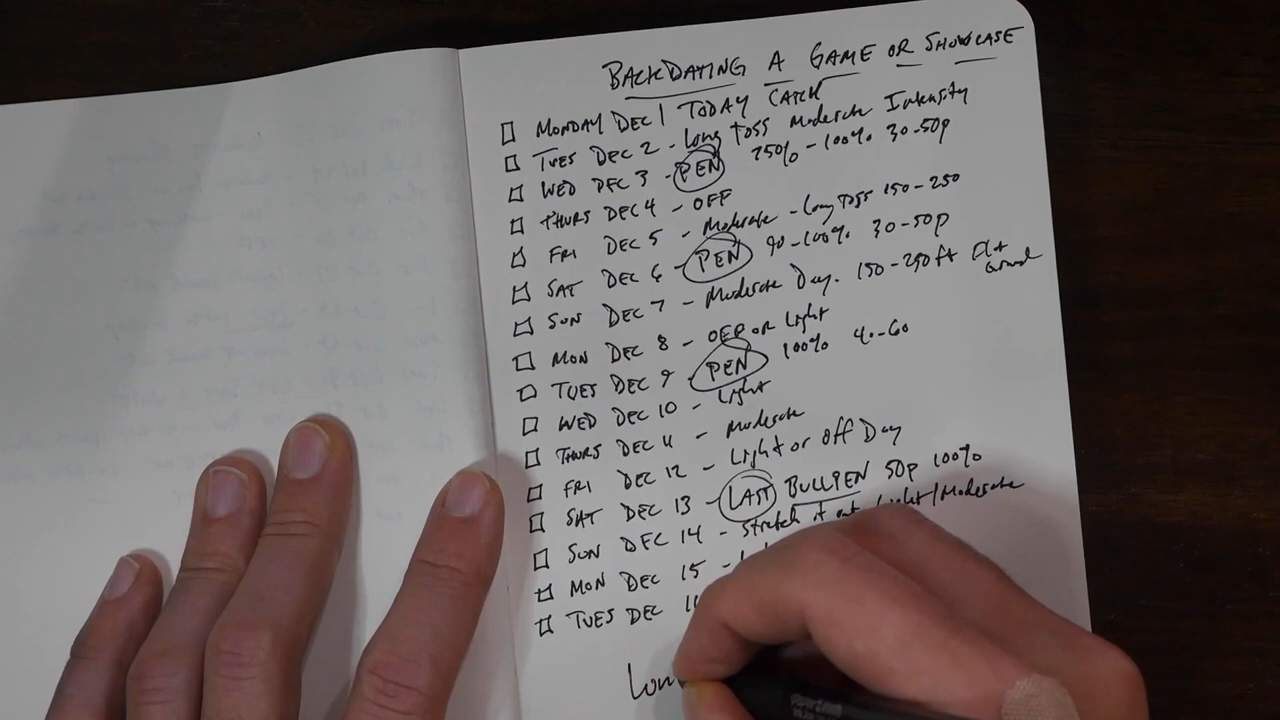 BACKDATING A GAME OR SHOWCASE
MONDAY DEC 1 TODAY CATCH
TUES DEC 2 - Long Toss Moderate Intensity
WED DEC 3 - PEN 750% - 100% 30-50p
THURS DEC 4 - OFF
FRI DEC 5 - Moderate - Long Toss 150-250
SAT DEC 6 - PEN 90-100% 30-50p
SUN DEC 7 - Moderate Day. 150-250ft Flat Ground
MON DEC 8 - OFF or Light
TUES DEC 9 - PEN 100% 40-60
WED DEC 10 - Light
THURS DEC 11 - Moderate
FRI DEC 12 - Light or Off Day
SAT DEC 13 - LAST BULLPEN 50p 100%
SUN DEC 14 - Stretch it out Light/Moderate
MON DEC 15 -
TUES DEC